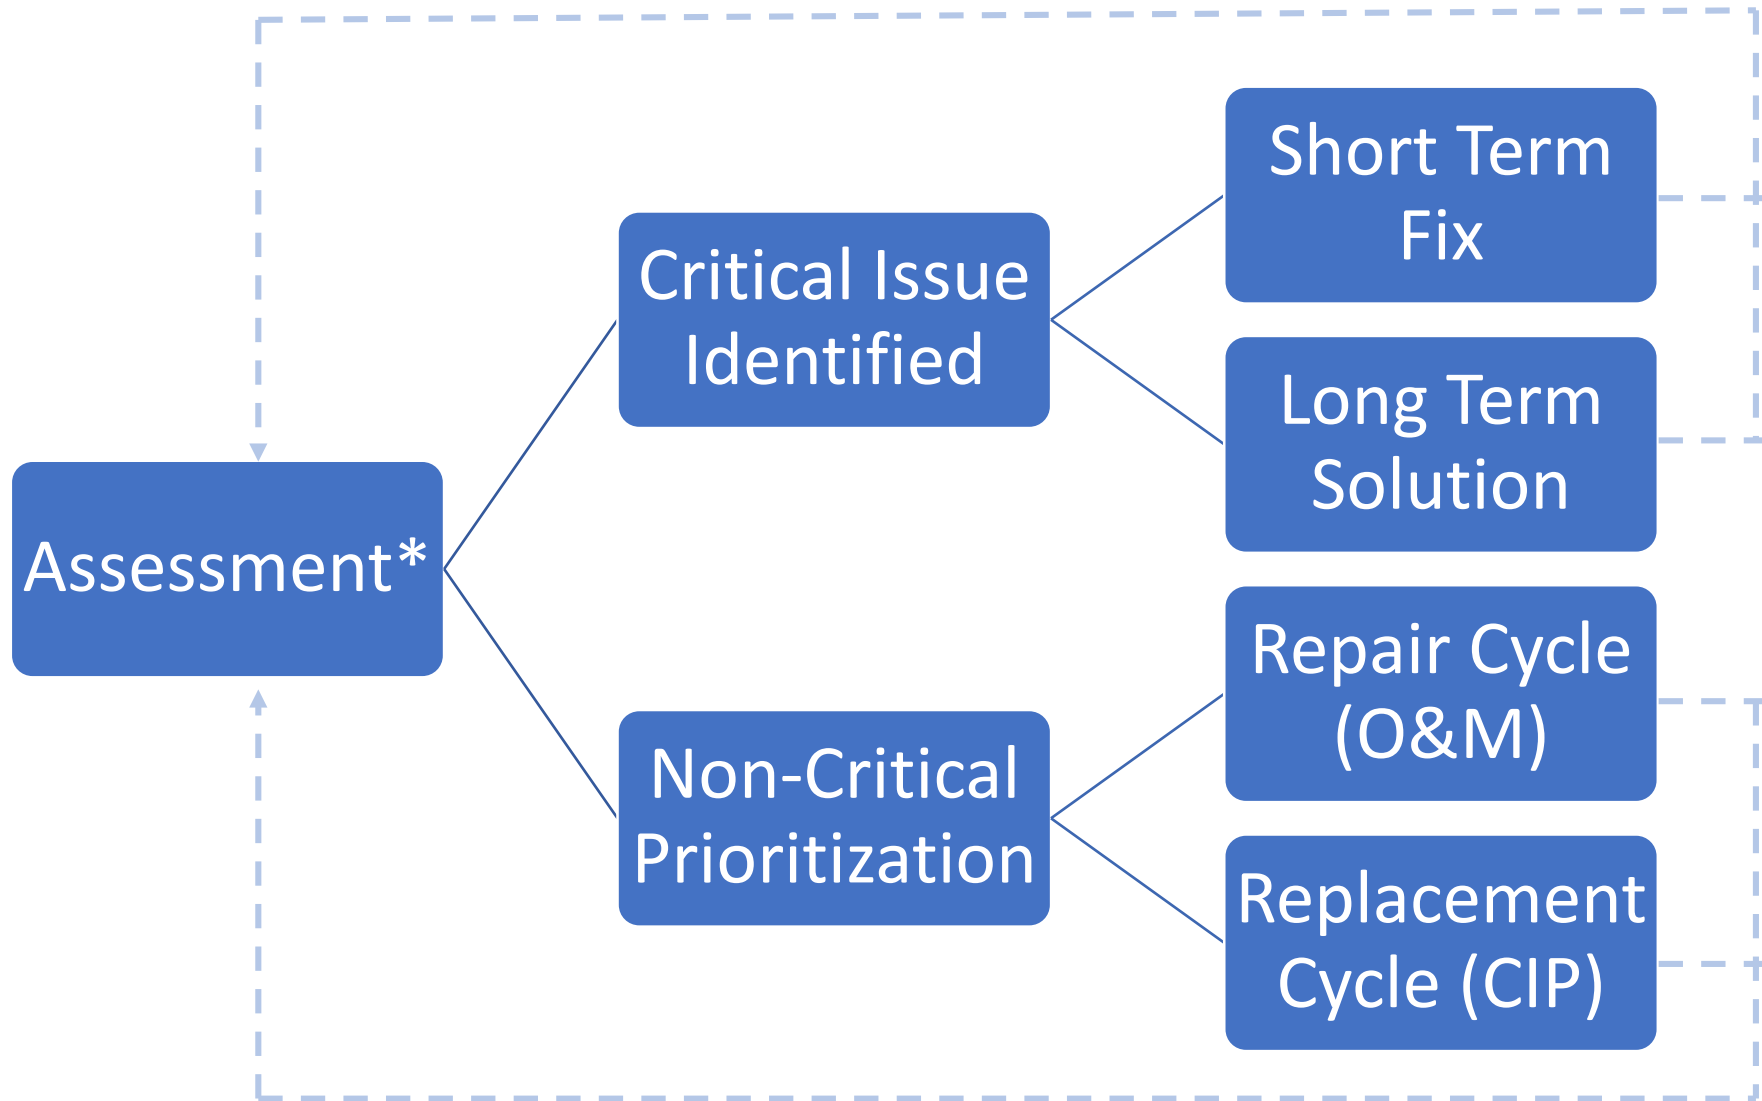 Short Term
Fix
Critical Issue
Identified
Long Term
Solution
Assessment*
Repair Cycle
(O&M)
Non-Critical
Prioritization
Replacement
Cycle (CIP)